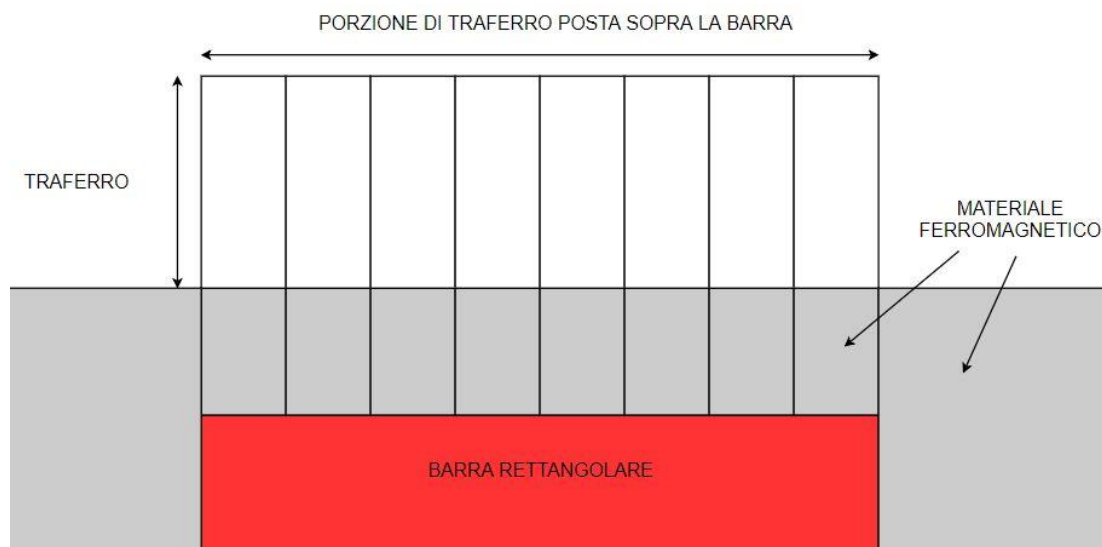 PORZIONE DI TRAFERRO POSTA SOPRA LA BARRA
TRAFERRO
MATERIALE
FERROMAGNETICO
BARRA RETTANGOLARE